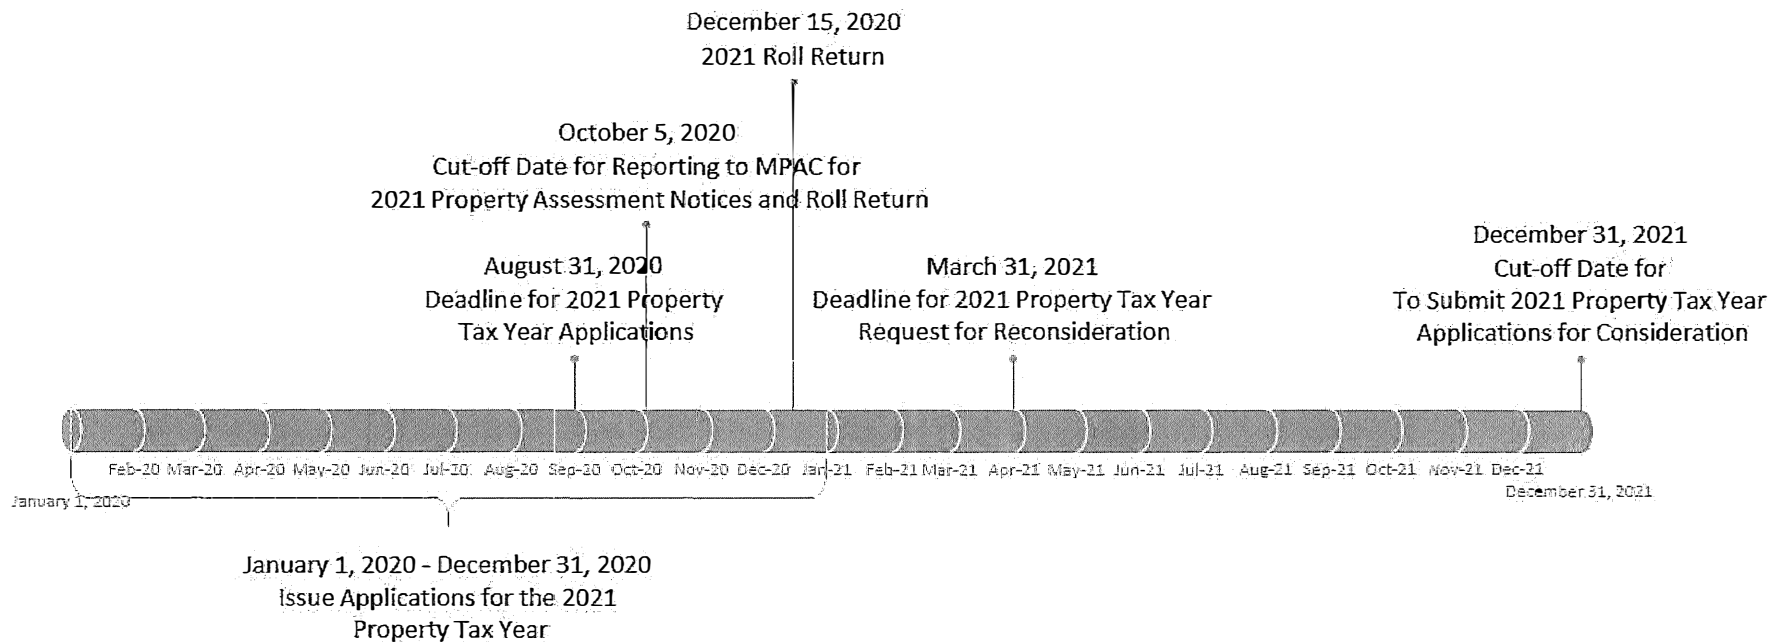 December 15, 2020
2021 Roll Return
October 5, 2020
Cut-off Date for Reporting to MPAC for
2021 Property Assessment Notices and Roll Return
August 31, 2020
Deadline for 2021 Property
Tax Year Applications
March 31, 2021
Deadline for 2021 Property Tax Year
Request for Reconsideration
December 31, 2021
Cut-off Date for
To Submit 2021 Property Tax Year
Applications for Consideration
Feb-20 Mar-20 Apr-20 May-20 Jun-20 Jul-20 Aug-20 Sep-20 Oct-20 Nov-20 Dec-20 Jan-21 Feb-21 Mar-21 Apr-21 May-21 Jun-21 Jul-21 Aug-21 Sep-21 Oct-21 Nov-21 Dec-21
January 1, 2020
December 31, 2021
January 1, 2020 - December 31, 2020
Issue Applications for the 2021
Property Tax Year